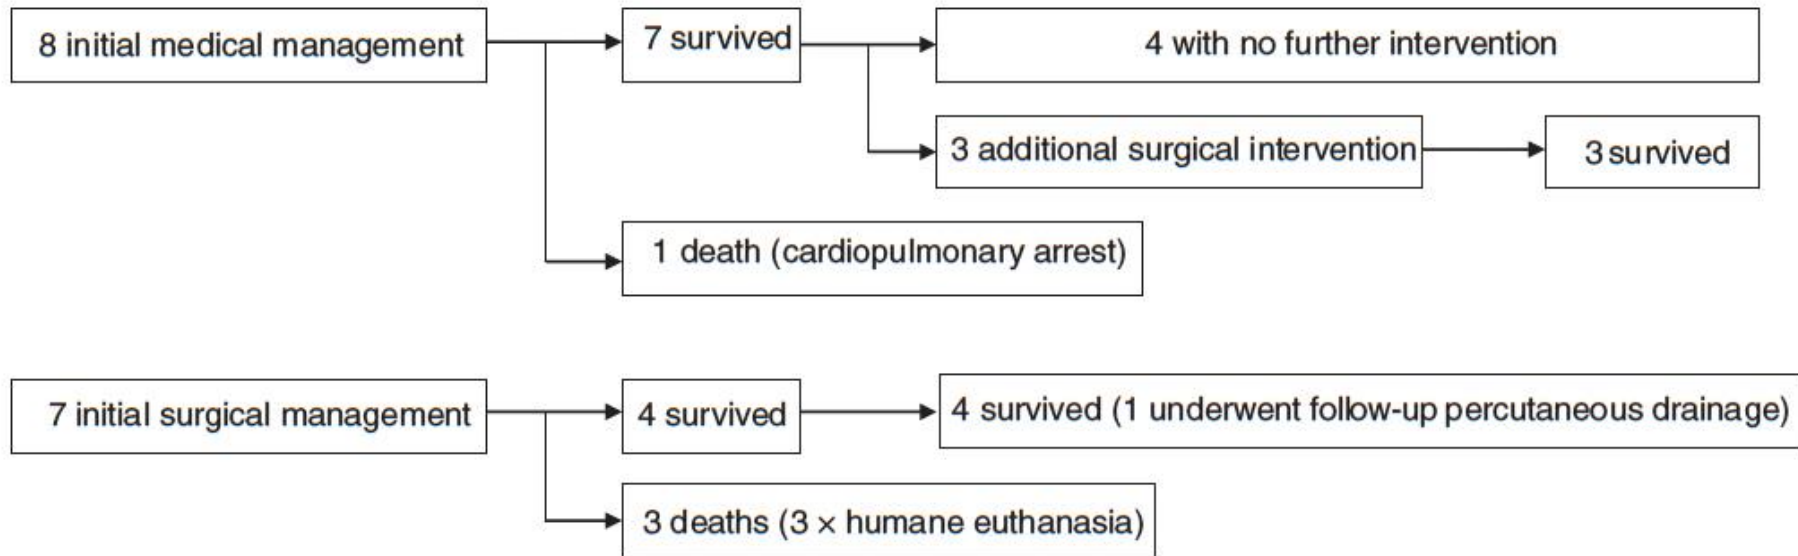 8 initial medical management
7 survived
4 with no further intervention
3 additional surgical intervention
3 survived
1 death (cardiopulmonary arrest)
7 initial surgical management
4 survived
4 survived (1 underwent follow-up percutaneous drainage)
3 deaths (3 × humane euthanasia)